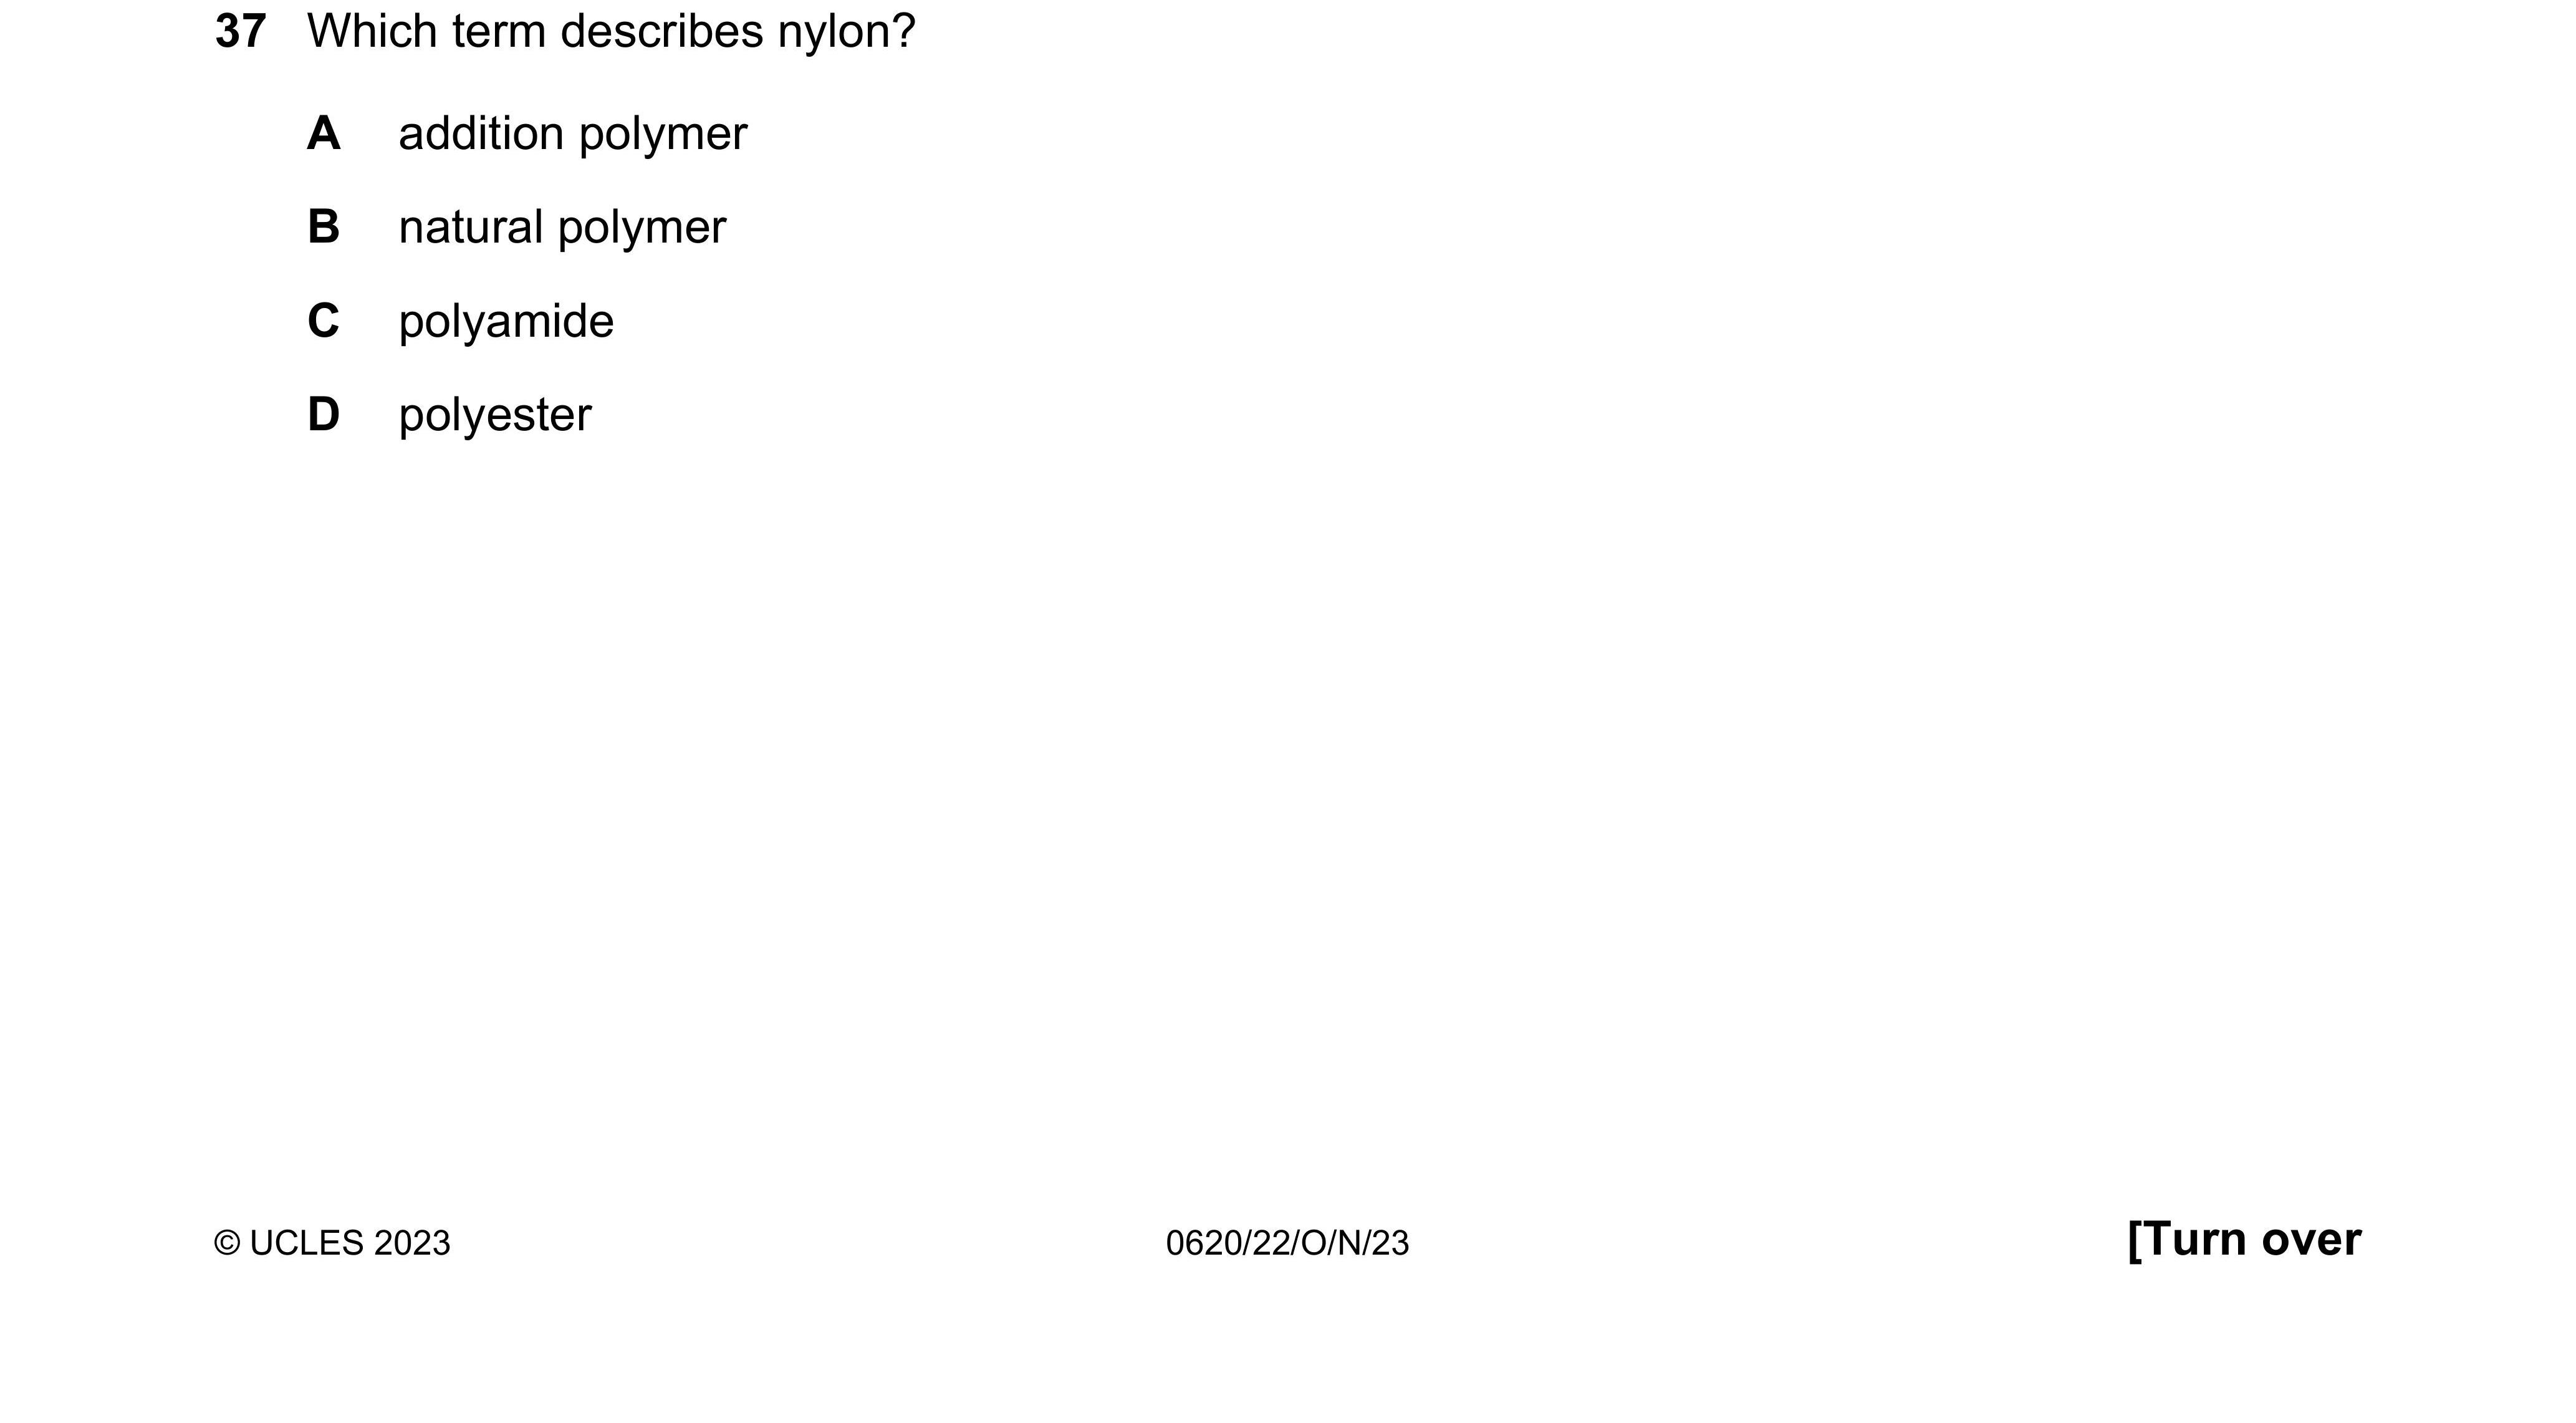 37 Which term describes nylon?
A addition polymer
B natural polymer
C polyamide
D polyester
© UCLES 2023 0620/22/O/N/23 [Turn over